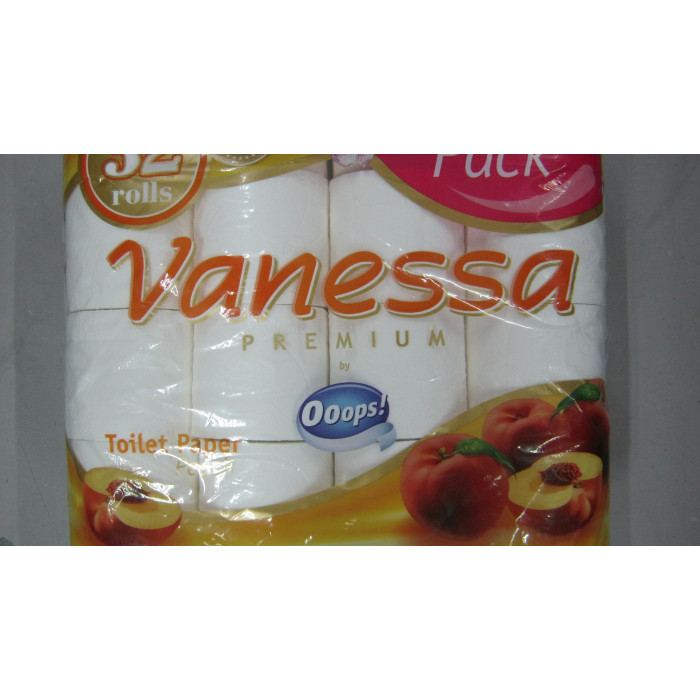 32
rolls
Pack
Vanessa
PREMIUM
by
Ooops!
Toilet Paper